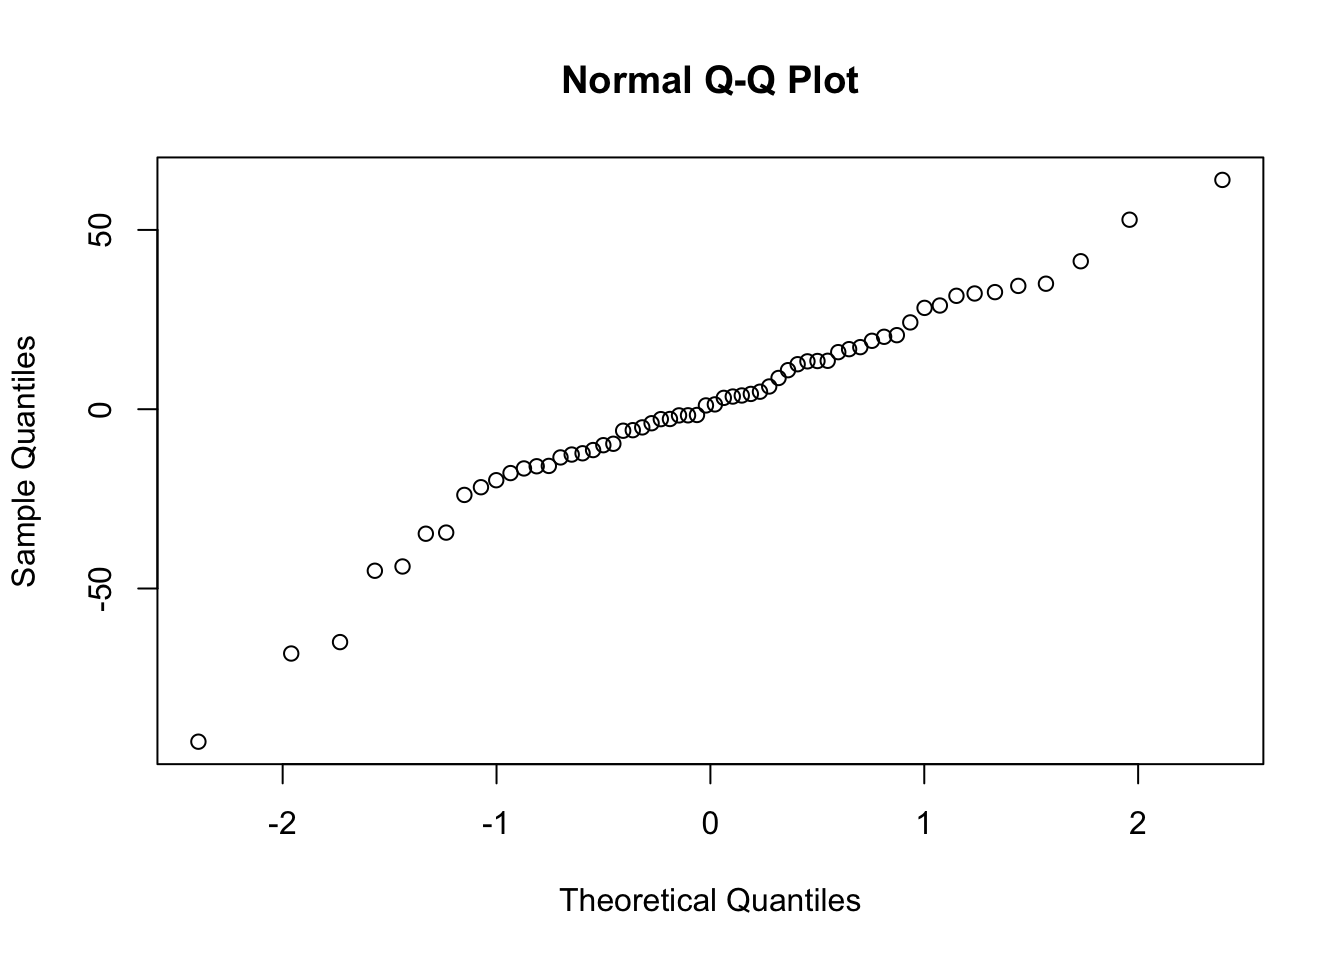 Normal Q-Q Plot
Sample Quantiles
50
0
-50
-2 -1 0 1 2
Theoretical Quantiles